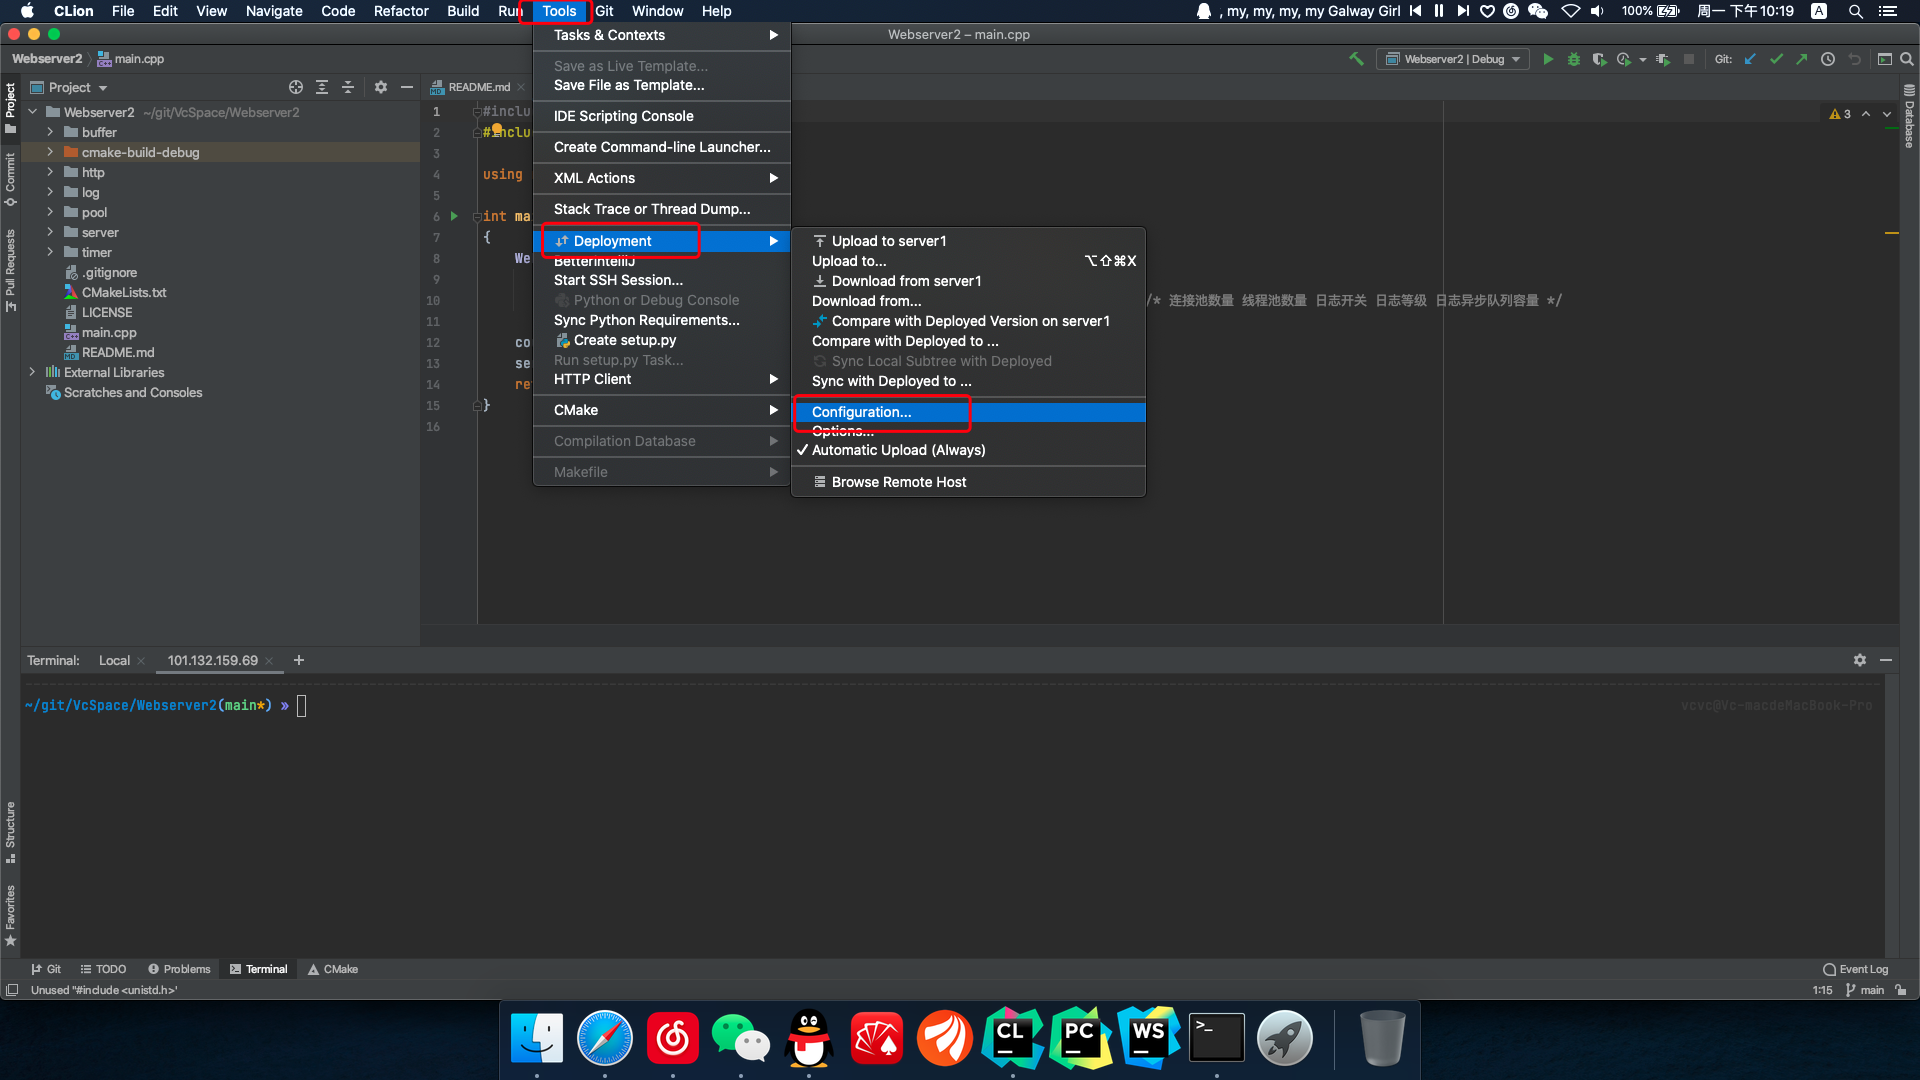 CLion File Edit View Navigate Code Refactor Build Run Tools Git Window Help , my, my, my, my Galway Girl 100% 周一 下午10:19 A
Webserver2 – main.cpp
Webserver2 main.cpp Webserver2 | Debug Git:
Project README.md
Webserver2 ~/git/VcSpace/Webserver2
buffer
cmake-build-debug
http
log
pool
server
timer
.gitignore
CMakeLists.txt
LICENSE
main.cpp
README.md
External Libraries
Scratches and Consoles
Project
Commit
Pull Requests
Structure
Favorites
Database
1 #inclu
2 #inclu
3
4 using
5
6 int ma
7 {
8 We
9
10 /* 连接池数量 线程池数量 日志开关 日志等级 日志异步队列容量 */
11
12 co
13 se
14 re
15 }
16
3
Tasks & Contexts
Save as Live Template...
Save File as Template...
IDE Scripting Console
Create Command-line Launcher...
XML Actions
Stack Trace or Thread Dump...
Deployment
BetterIntelliJ
Start SSH Session...
Python or Debug Console
Sync Python Requirements...
Create setup.py
Run setup.py Task...
HTTP Client
CMake
Compilation Database
Makefile
Upload to server1
Upload to... ⌥⇧⌘X
Download from server1
Download from...
Compare with Deployed Version on server1
Compare with Deployed to ...
Sync Local Subtree with Deployed
Sync with Deployed to ...
Configuration...
Options...
✓ Automatic Upload (Always)
Browse Remote Host
Terminal: Local 101.132.159.69 +
~/git/VcSpace/Webserver2(main*) » vcvc@Vc-macdeMacBook-Pro
Git TODO Problems Terminal CMake Event Log
Unused "#include <unistd.h>" 1:15 main
CL PC WS >_